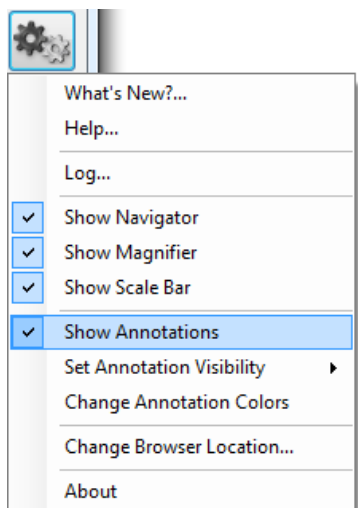 What's New?...
Help...
Log...
Show Navigator
Show Magnifier
Show Scale Bar
Show Annotations
Set Annotation Visibility
Change Annotation Colors
Change Browser Location...
About